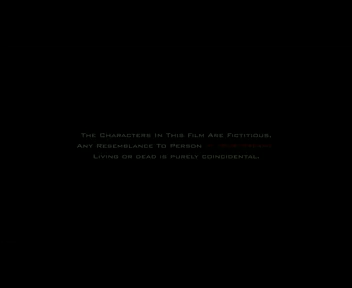 The Characters In This Film Are Fictitious.
Any Resemblance To Person
Living or dead is purely coincidental.